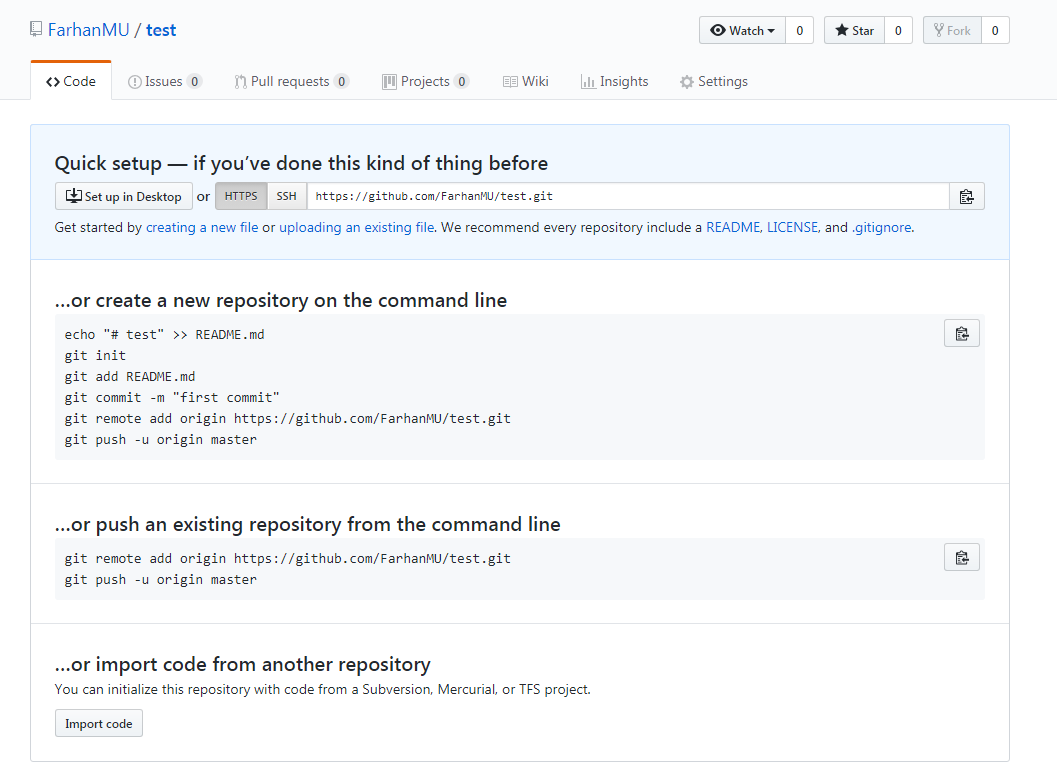 FarhanMU / test
Watch 0 Star 0 Fork 0
Code Issues 0 Pull requests 0 Projects 0 Wiki Insights Settings
Quick setup — if you’ve done this kind of thing before
Set up in Desktop or HTTPS SSH https://github.com/FarhanMU/test.git
Get started by creating a new file or uploading an existing file. We recommend every repository include a README, LICENSE, and .gitignore.
…or create a new repository on the command line
echo "# test" >> README.md
git init
git add README.md
git commit -m "first commit"
git remote add origin https://github.com/FarhanMU/test.git
git push -u origin master
…or push an existing repository from the command line
git remote add origin https://github.com/FarhanMU/test.git
git push -u origin master
…or import code from another repository
You can initialize this repository with code from a Subversion, Mercurial, or TFS project.
Import code